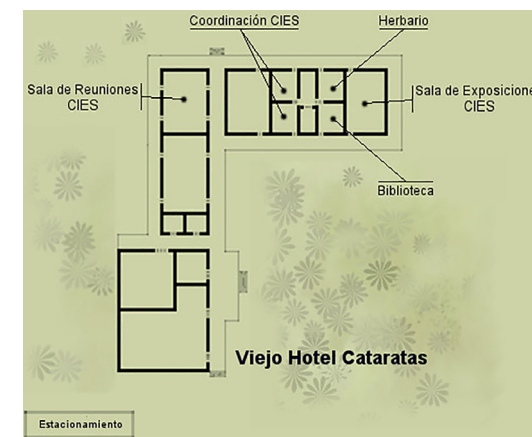 Coordinación CIES
Herbario
Sala de Reuniones
CIES
Sala de Exposicione
CIES
Biblioteca
Viejo Hotel Cataratas
Estacionamiento